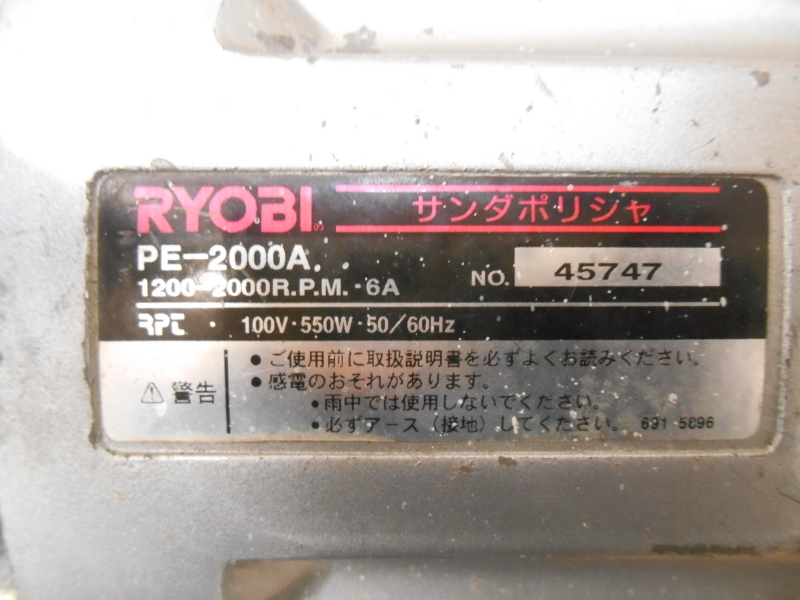 RYOBI サンダポリシャ
PE-2000A
NO. 45747
1200-2000R.P.M.・6A
RPT・100V・550W・50/60Hz
⚠警告
●ご使用前に取扱説明書を必ずよくお読みください。
●感電のおそれがあります。
●雨中では使用しないでください。
●必ずアース（接地）してください。 691-5896